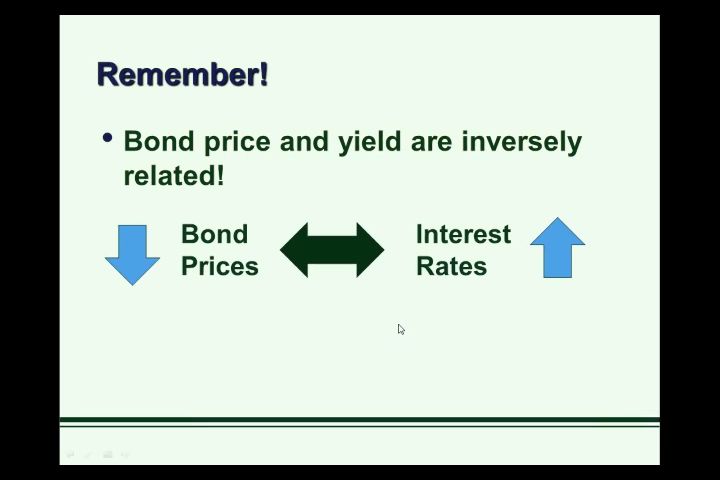 Remember!
• Bond price and yield are inversely
related!
Bond
Prices
Interest
Rates